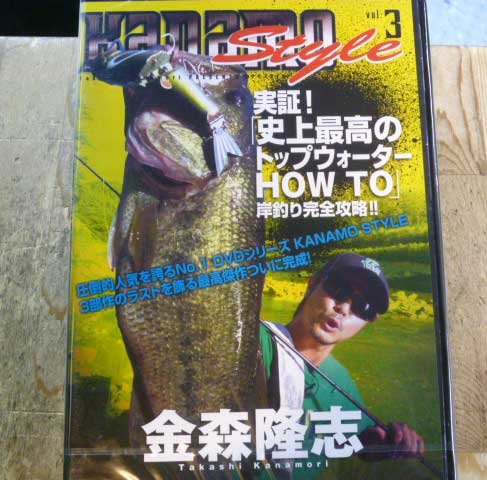 Kanamo Style vol. 3
実証!
「史上最高の
トップウォーター
HOW TO」
岸釣り完全攻略!!
圧倒的人気を誇るNo.1 DVDシリーズ KANAMO STYLE
3部作のラストを飾る最高傑作ついに完成!
金森隆志
Takashi Kanamori